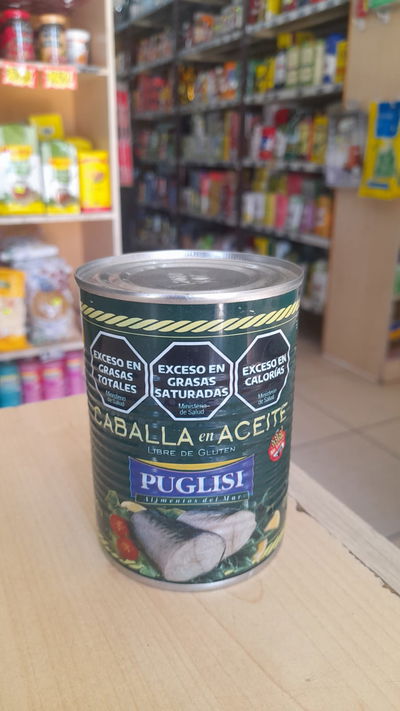 EXCESO EN
GRASAS
TOTALES
Ministerio
de Salud
EXCESO EN
GRASAS
SATURADAS
Ministerio
de Salud
EXCESO EN
CALORÍAS
Ministerio
de Salud
CABALLA en ACEITE
LIBRE DE GLUTEN
PUGLISI
Alimentos del Mar